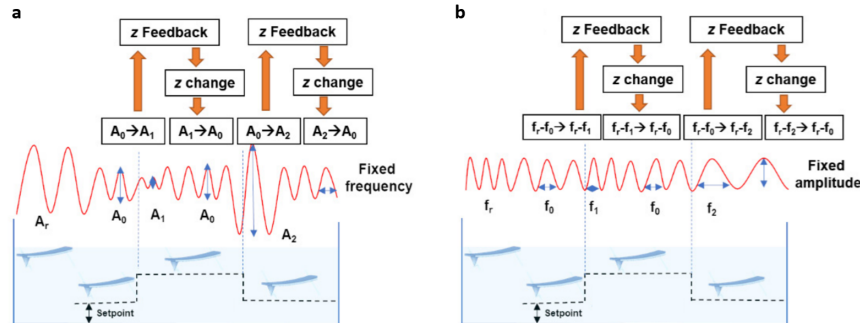 a
z Feedback
z Feedback
z change
z change
A₀→A₁
A₁→A₀
A₀→A₂
A₂→A₀
Fixed
frequency
Aᵣ
A₀
A₁
A₀
A₂
Setpoint
b
z Feedback
z Feedback
z change
z change
fᵣ-f₀→ fᵣ-f₁
fᵣ-f₁→ fᵣ-f₀
fᵣ-f₀→ fᵣ-f₂
fᵣ-f₂→ fᵣ-f₀
Fixed
amplitude
fᵣ
f₀
f₁
f₀
f₂
Setpoint